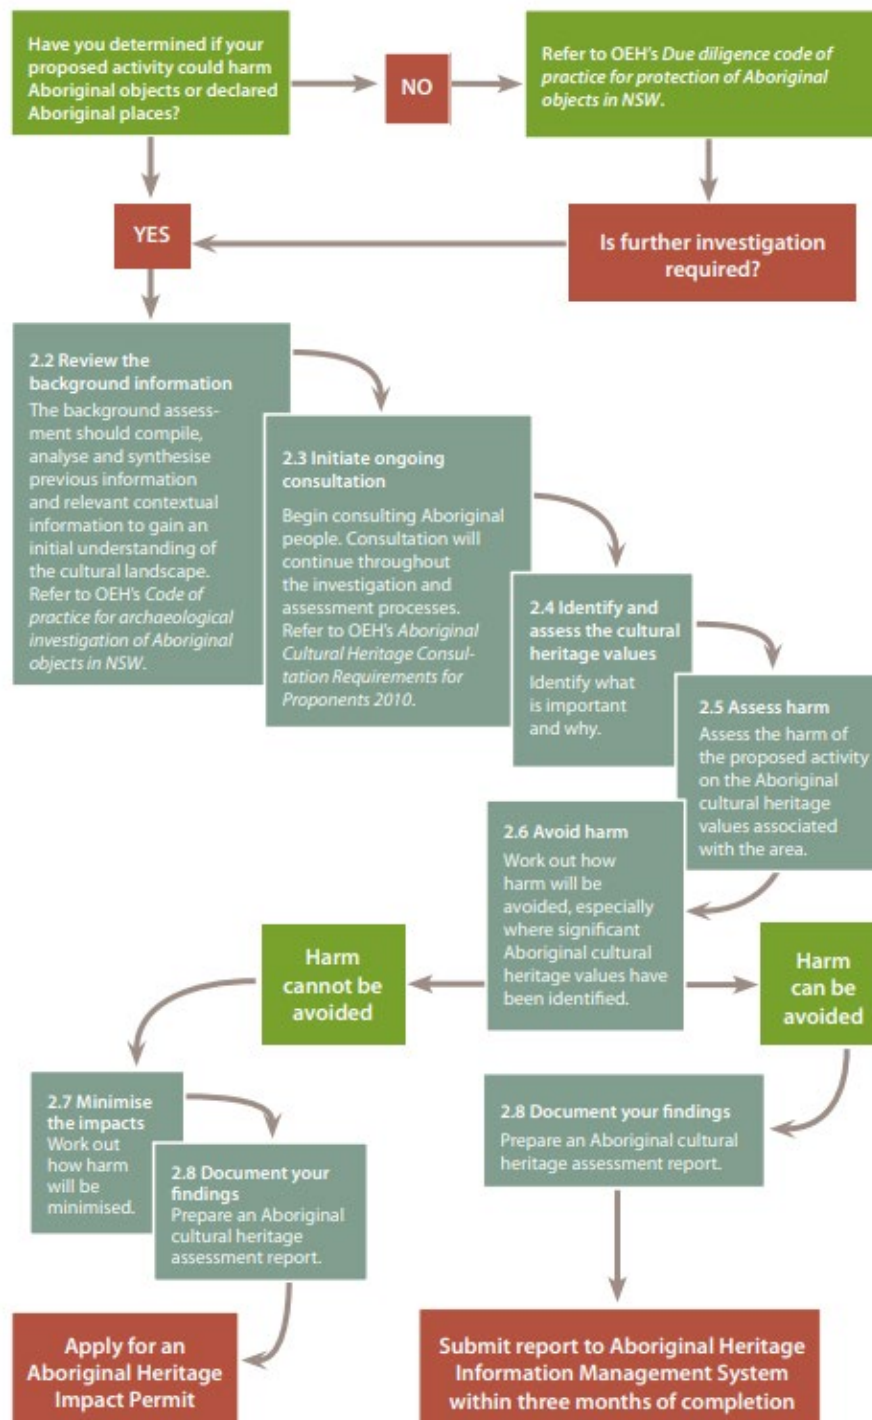 Have you determined if your
proposed activity could harm
Aboriginal objects or declared
Aboriginal places?
NO
Refer to OEH's Due diligence code of
practice for protection of Aboriginal
objects in NSW.
YES
Is further investigation
required?
2.2 Review the
background information
The background assess-
ment should compile,
analyse and synthesise
previous information
and relevant contextual
information to gain an
initial understanding of
the cultural landscape.
Refer to OEH's Code of
practice for archaeological
investigation of Aboriginal
objects in NSW.
2.3 Initiate ongoing
consultation
Begin consulting Aboriginal
people. Consultation will
continue throughout
the investigation and
assessment processes.
Refer to OEH's Aboriginal
Cultural Heritage Consul-
tation Requirements for
Proponents 2010.
2.4 Identify and
assess the cultural
heritage values
Identify what
is important
and why.
2.5 Assess harm
Assess the harm of
the proposed activity
on the Aboriginal
cultural heritage
values associated
with the area.
2.6 Avoid harm
Work out how
harm will be
avoided, especially
where significant
Aboriginal cultural
heritage values have
been identified.
Harm
cannot be
avoided
Harm
can be
avoided
2.7 Minimise
the impacts
Work out
how harm
will be
minimised.
2.8 Document your
findings
Prepare an Aboriginal
cultural heritage
assessment report.
2.8 Document your findings
Prepare an Aboriginal cultural
heritage assessment report.
Apply for an
Aboriginal Heritage
Impact Permit
Submit report to Aboriginal Heritage
Information Management System
within three months of completion